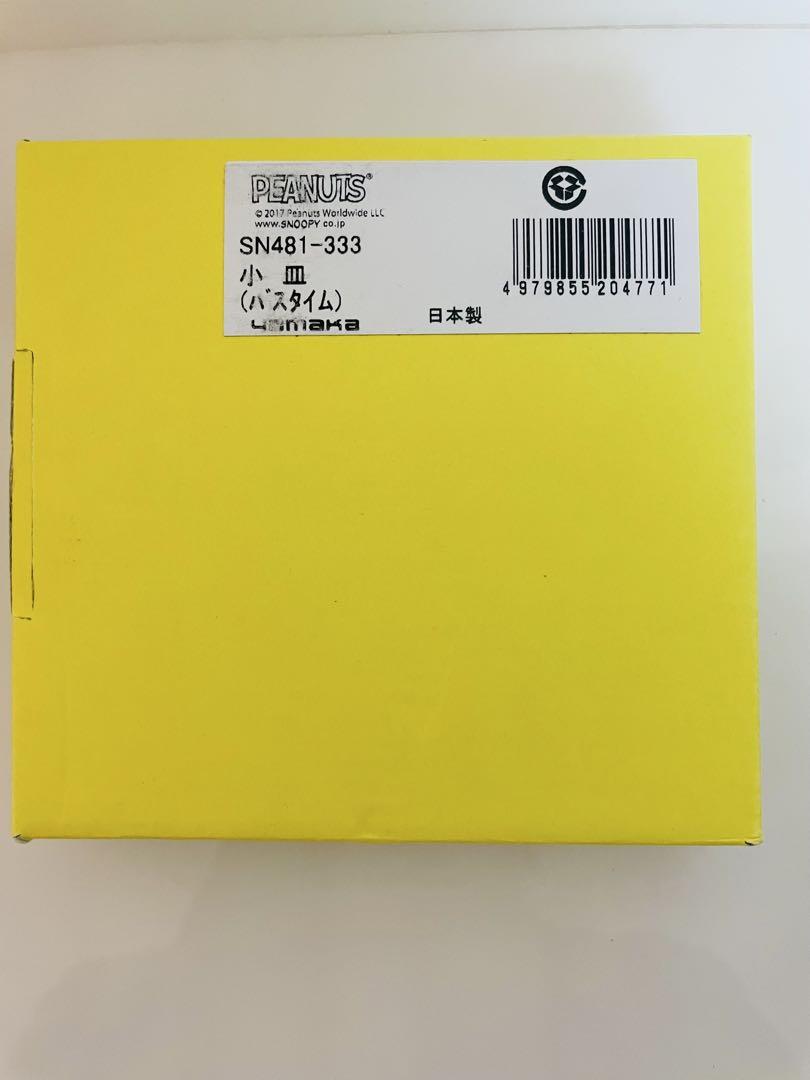 PEANUTS®
© 2017 Peanuts Worldwide LLC
www.SNOOPY.co.jp
SN481-333
小 皿
(バスタイム)
yamaka
日本製
4 979855 204771